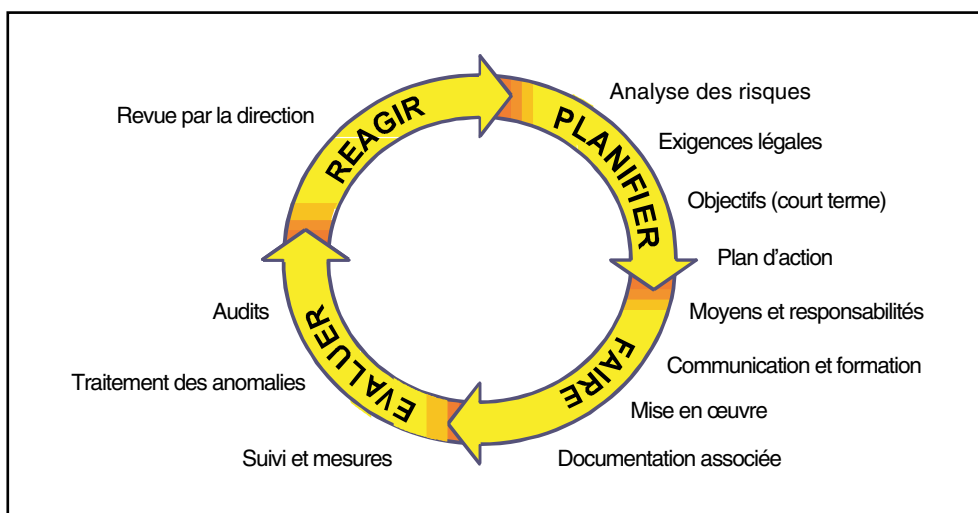 PLANIFIER
Analyse des risques
Exigences légales
Objectifs (court terme)
Plan d’action
FAIRE
Moyens et responsabilités
Communication et formation
Mise en œuvre
Documentation associée
EVALUER
Suivi et mesures
Traitement des anomalies
Audits
REAGIR
Revue par la direction